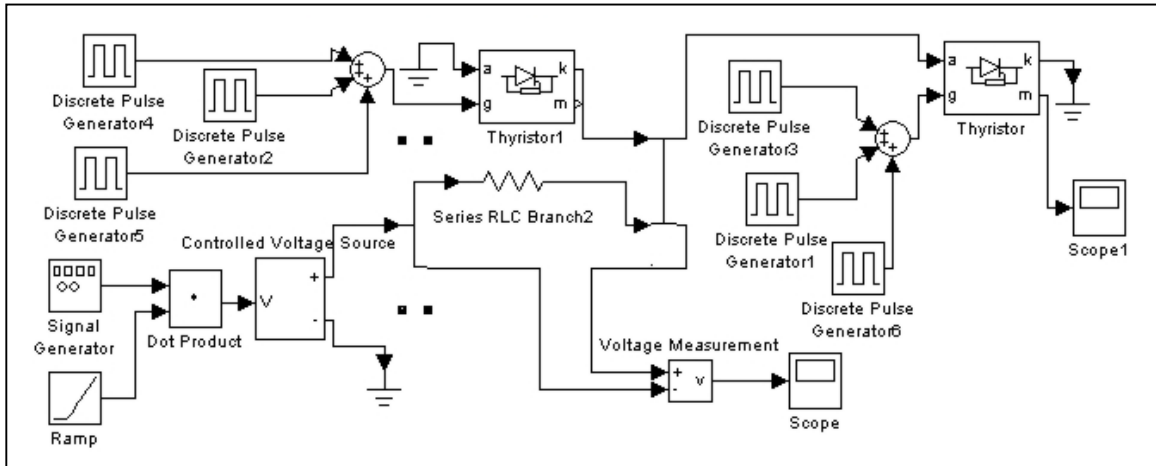 Discrete Pulse
Generator4
Discrete Pulse
Generator2
Discrete Pulse
Generator5
a
g
k
m
Thyristor1
Discrete Pulse
Generator3
Discrete Pulse
Generator1
Discrete Pulse
Generator6
a
g
k
m
Thyristor
Scope1
Series RLC Branch2
Controlled Voltage Source
V
+
-
Signal
Generator
Dot Product
Ramp
Voltage Measurement
+
-
v
Scope